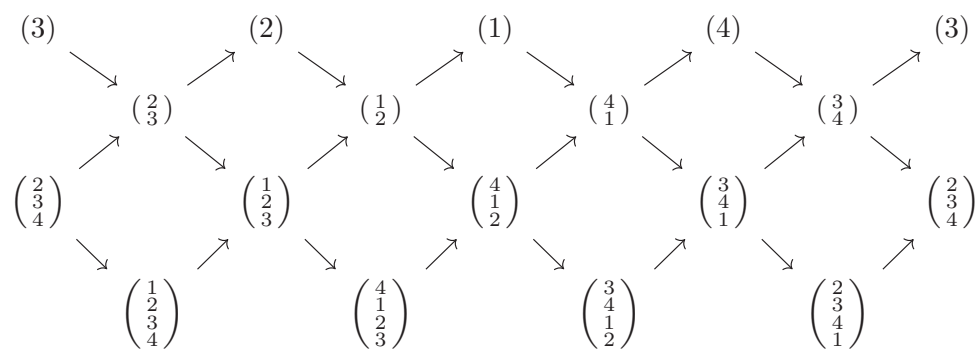 (3) (2) (1) (4) (3)
(2 3) (1 2) (4 1) (3 4)
(2 3 4) (1 2 3) (4 1 2) (3 4 1) (2 3 4)
(1 2 3 4) (4 1 2 3) (3 4 1 2) (2 3 4 1)